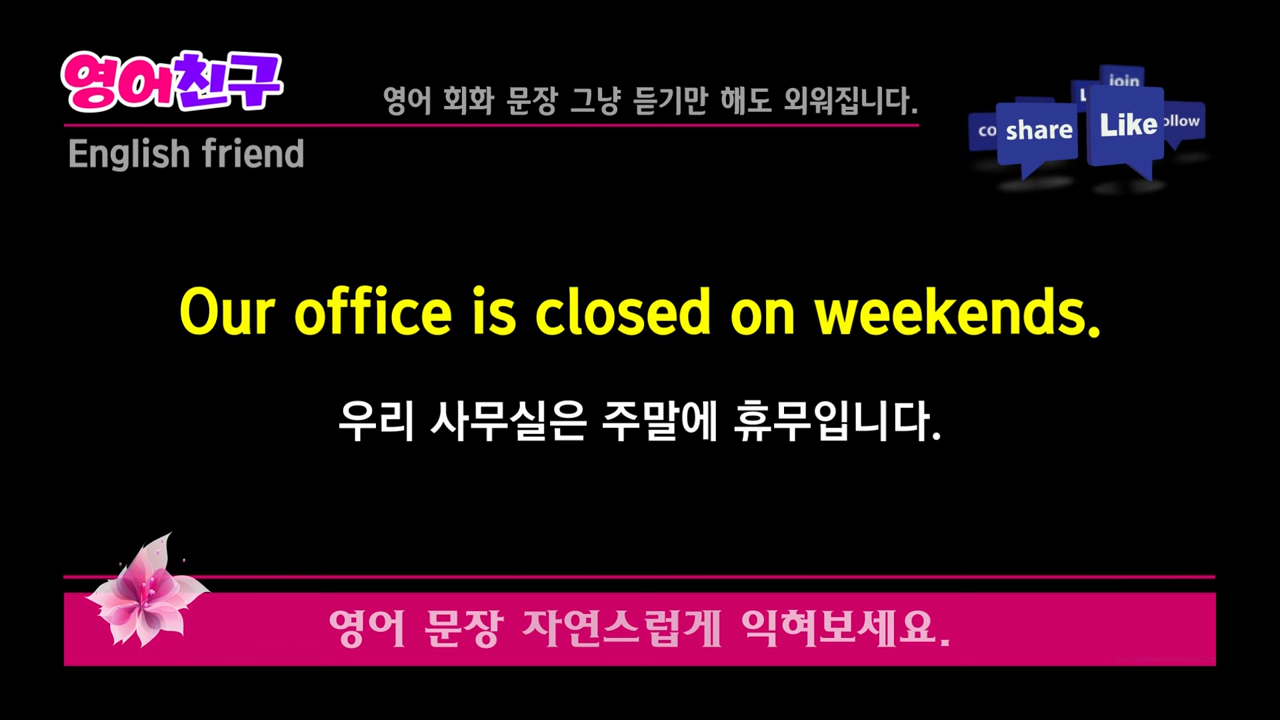 영어친구
영어 회화 문장 그냥 듣기만 해도 외워집니다.
English friend
join
share
Like
Our office is closed on weekends.
우리 사무실은 주말에 휴무입니다.
영어 문장 자연스럽게 익혀보세요.